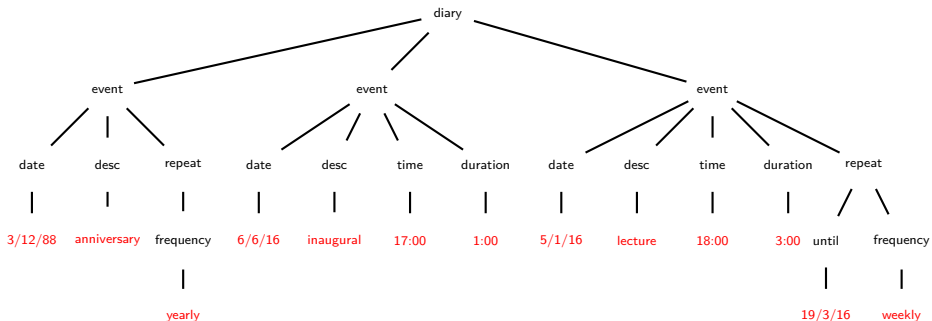 diary
event event event
date desc repeat date desc time duration date desc time duration repeat
3/12/88 anniversary frequency 6/6/16 inaugural 17:00 1:00 5/1/16 lecture 18:00 3:00 until frequency
yearly 19/3/16 weekly